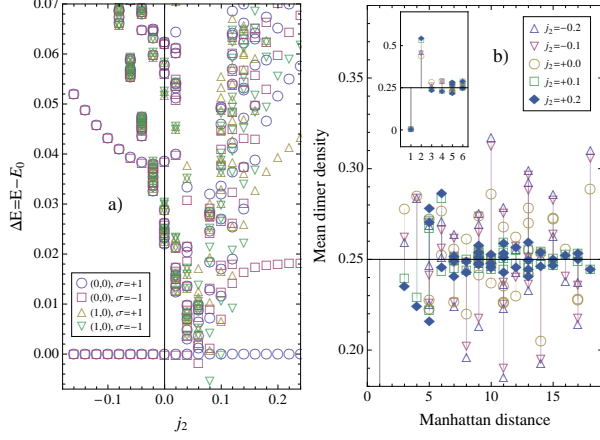 0.07
0.06
0.05
0.04
0.03
0.02
0.01
0.00
ΔE=E−E₀
a)
(0,0), σ=+1
(0,0), σ=−1
(1,0), σ=+1
(1,0), σ=−1
−0.1 0.0 0.1 0.2
j₂
0.35
0.30
0.25
0.20
Mean dimer density
b)
0.5
0.25
0
1 2 3 4 5 6
j₂=−0.2
j₂=−0.1
j₂=+0.0
j₂=+0.1
j₂=+0.2
0 5 10 15
Manhattan distance